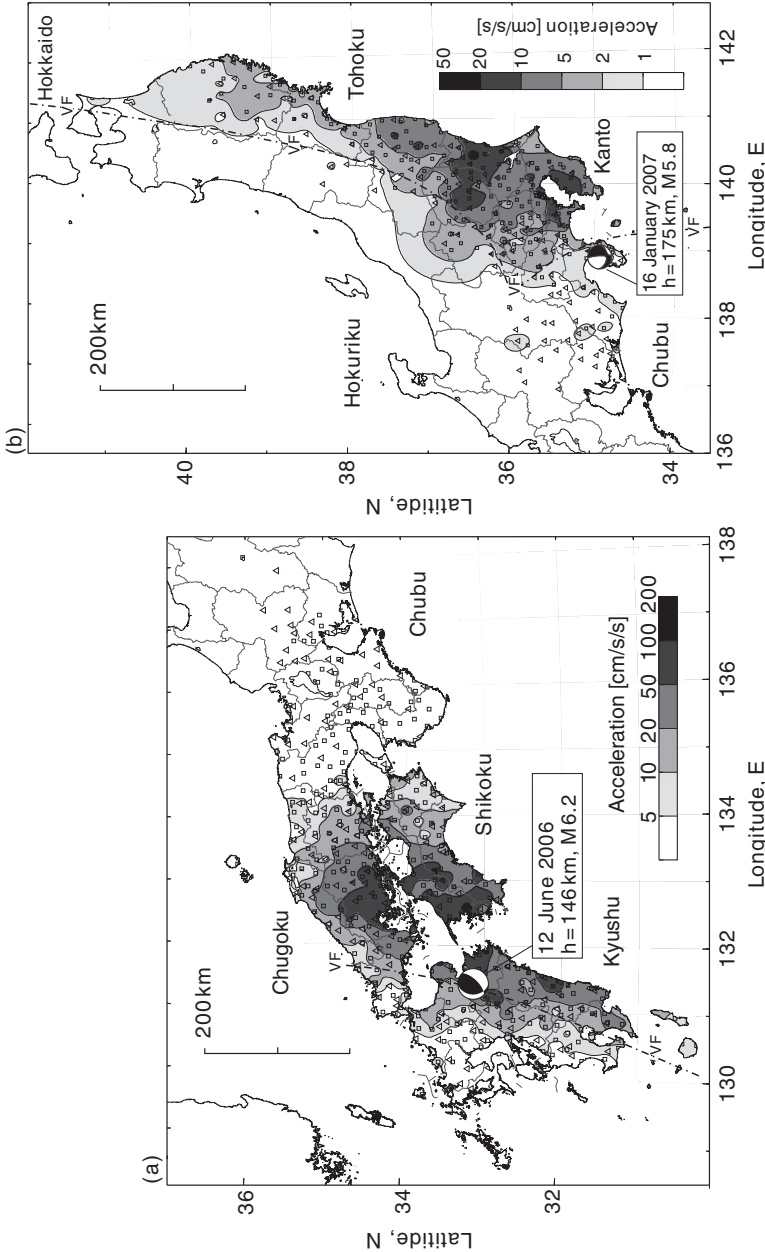 (a)
200km
Chugoku
VF
Chubu
Shikoku
12 June 2006
h=146km, M6.2
Kyushu
VF
Acceleration [cm/s/s]
5 10 20 50 100 200
36
34
32
Latitide, N
130 132 134 136 138
Longitude, E
(b)
200km
Hokkaido
VF
Tohoku
VF
Hokuriku
VF
Kanto
Chubu
16 January 2007
h=175km, M5.8
VF
Acceleration [cm/s/s]
50
20
10
5
2
1
40
38
36
34
Latitide, N
136 138 140 142
Longitude, E